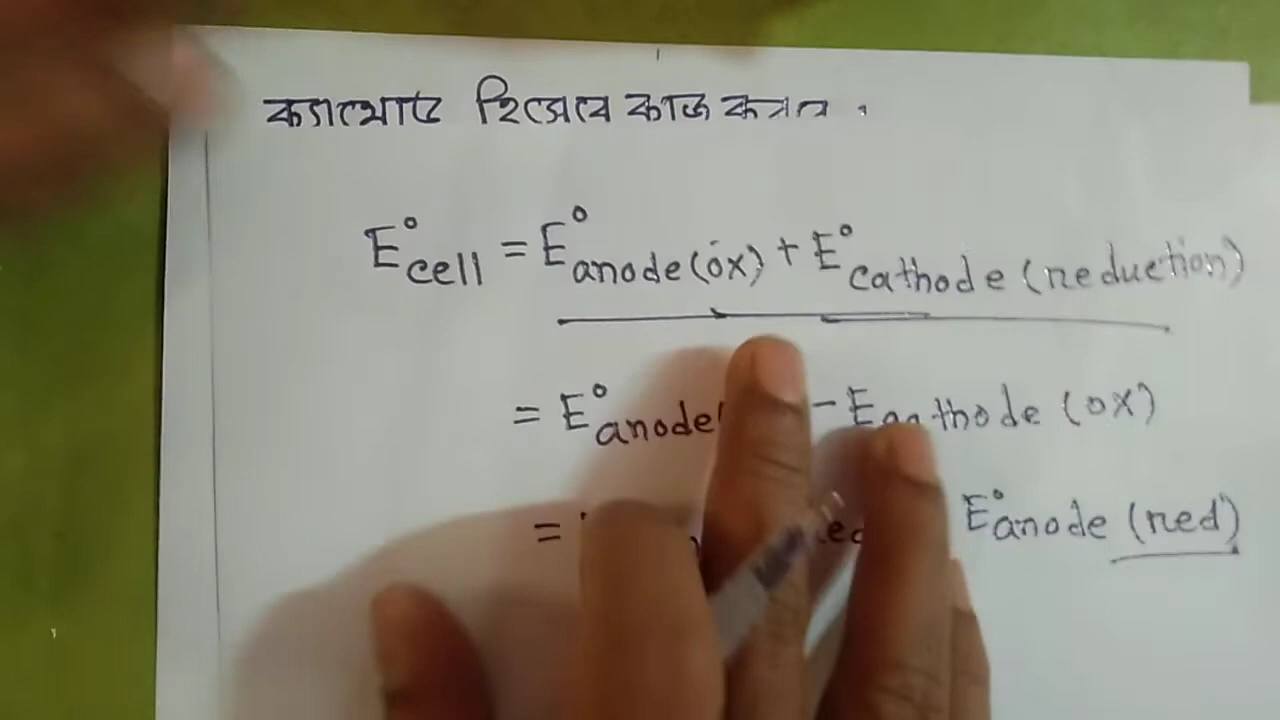 ক্যাথোড হিসেবে কাজ করবে .
E°cell = E°anode(ox) + E°cathode (reduction)
= E°anode( - Ecathode (ox)
= E°anode (red)